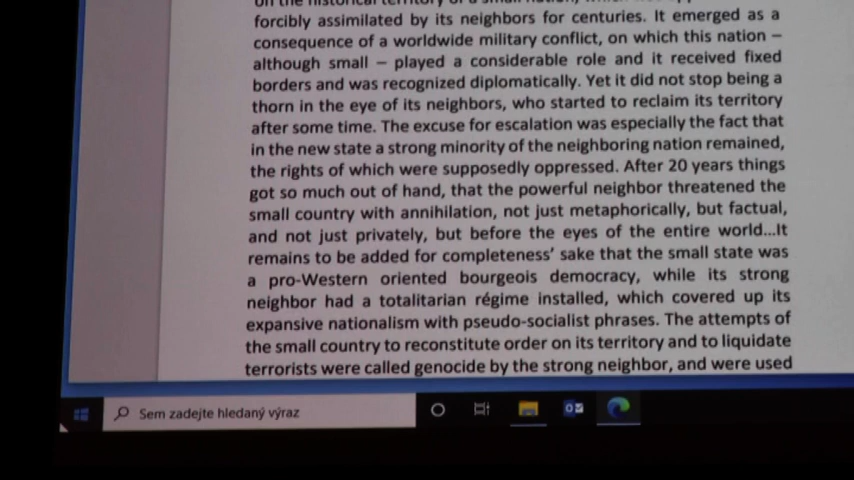 forcibly assimilated by its neighbors for centuries. It emerged as a
consequence of a worldwide military conflict, on which this nation –
although small – played a considerable role and it received fixed
borders and was recognized diplomatically. Yet it did not stop being a
thorn in the eye of its neighbors, who started to reclaim its territory
after some time. The excuse for escalation was especially the fact that
in the new state a strong minority of the neighboring nation remained,
the rights of which were supposedly oppressed. After 20 years things
got so much out of hand, that the powerful neighbor threatened the
small country with annihilation, not just metaphorically, but factual,
and not just privately, but before the eyes of the entire world...It
remains to be added for completeness' sake that the small state was
a pro-Western oriented bourgeois democracy, while its strong
neighbor had a totalitarian régime installed, which covered up its
expansive nationalism with pseudo-socialist phrases. The attempts of
the small country to reconstitute order on its territory and to liquidate
terrorists were called genocide by the strong neighbor, and were used
Sem zadejte hledaný výraz